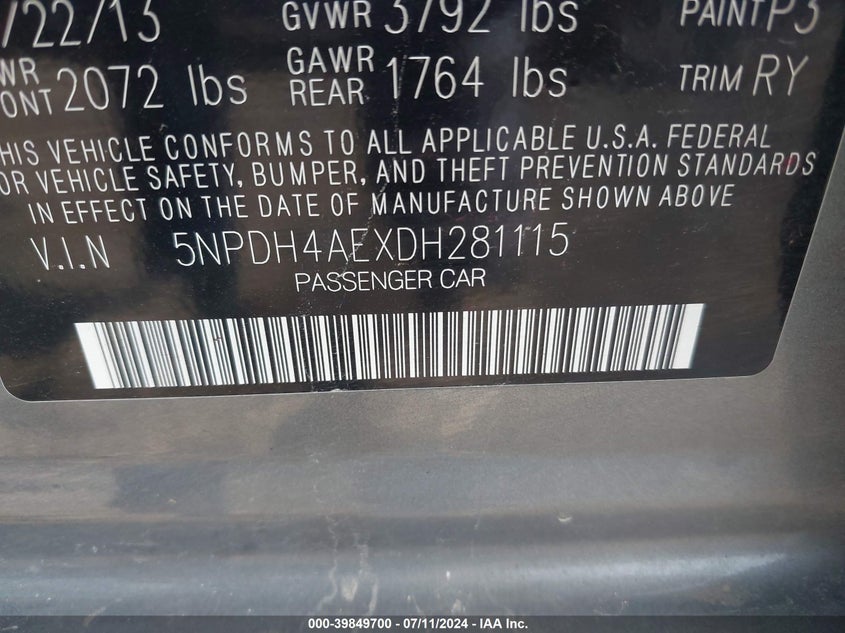 /22/13 GVWR 3792 lbs PAINT P3
WR ONT 2072 lbs GAWR REAR 1764 lbs TRIM RY
HIS VEHICLE CONFORMS TO ALL APPLICABLE U.S.A. FEDERAL
OR VEHICLE SAFETY, BUMPER, AND THEFT PREVENTION STANDARDS
IN EFFECT ON THE DATE OF MANUFACTURE SHOWN ABOVE
V.I.N 5NPDH4AEXDH281115
PASSENGER CAR
000-39849700 - 07/11/2024 - IAA Inc.